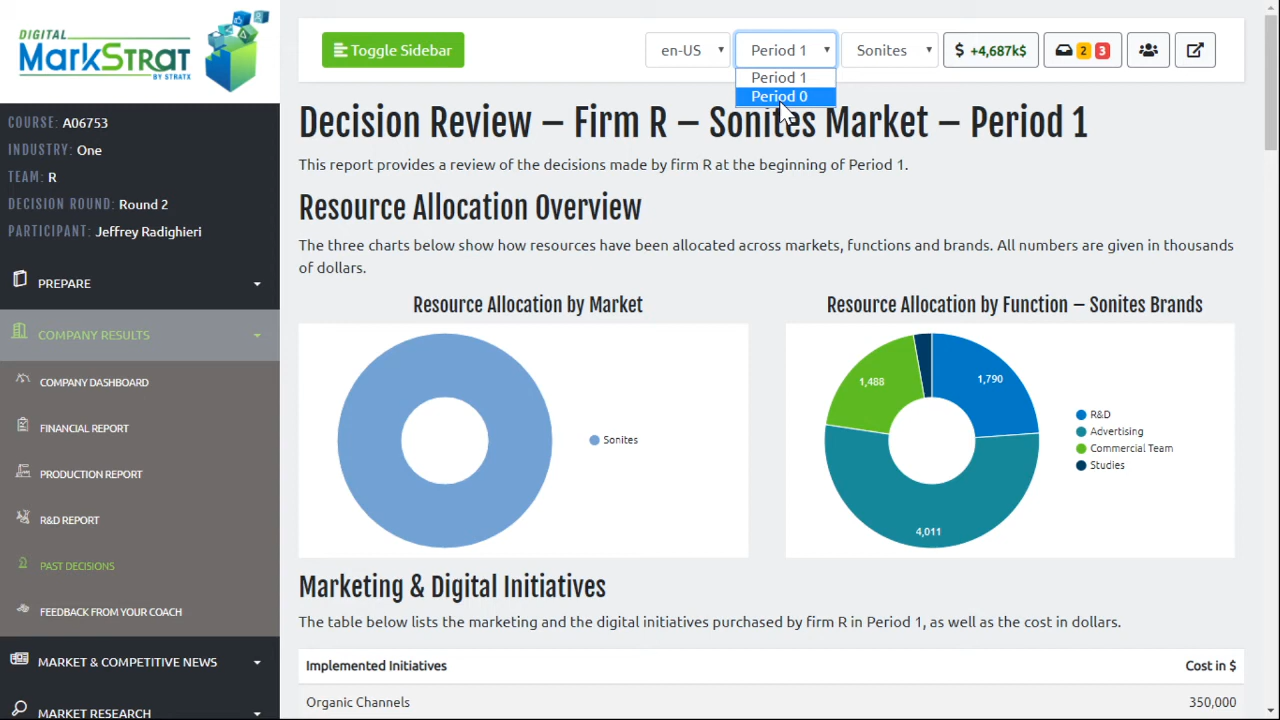 DIGITAL
MarkStrat
BY STRATX
COURSE: A06753
INDUSTRY: One
TEAM: R
DECISION ROUND: Round 2
PARTICIPANT: Jeffrey Radighieri
PREPARE
COMPANY RESULTS
COMPANY DASHBOARD
FINANCIAL REPORT
PRODUCTION REPORT
R&D REPORT
PAST DECISIONS
FEEDBACK FROM YOUR COACH
MARKET & COMPETITIVE NEWS
MARKET RESEARCH
Toggle Sidebar
en-US
Period 1
Sonites
$ +4,687k$
2 3
Period 1
Period 0
Decision Review – Firm R – Sonites Market – Period 1
This report provides a review of the decisions made by firm R at the beginning of Period 1.
Resource Allocation Overview
The three charts below show how resources have been allocated across markets, functions and brands. All numbers are given in thousands
of dollars.
Resource Allocation by Market
Sonites
Resource Allocation by Function – Sonites Brands
1,488
1,790
4,011
R&D
Advertising
Commercial Team
Studies
Marketing & Digital Initiatives
The table below lists the marketing and the digital initiatives purchased by firm R in Period 1, as well as the cost in dollars.
Implemented Initiatives Cost in $
Organic Channels 350,000